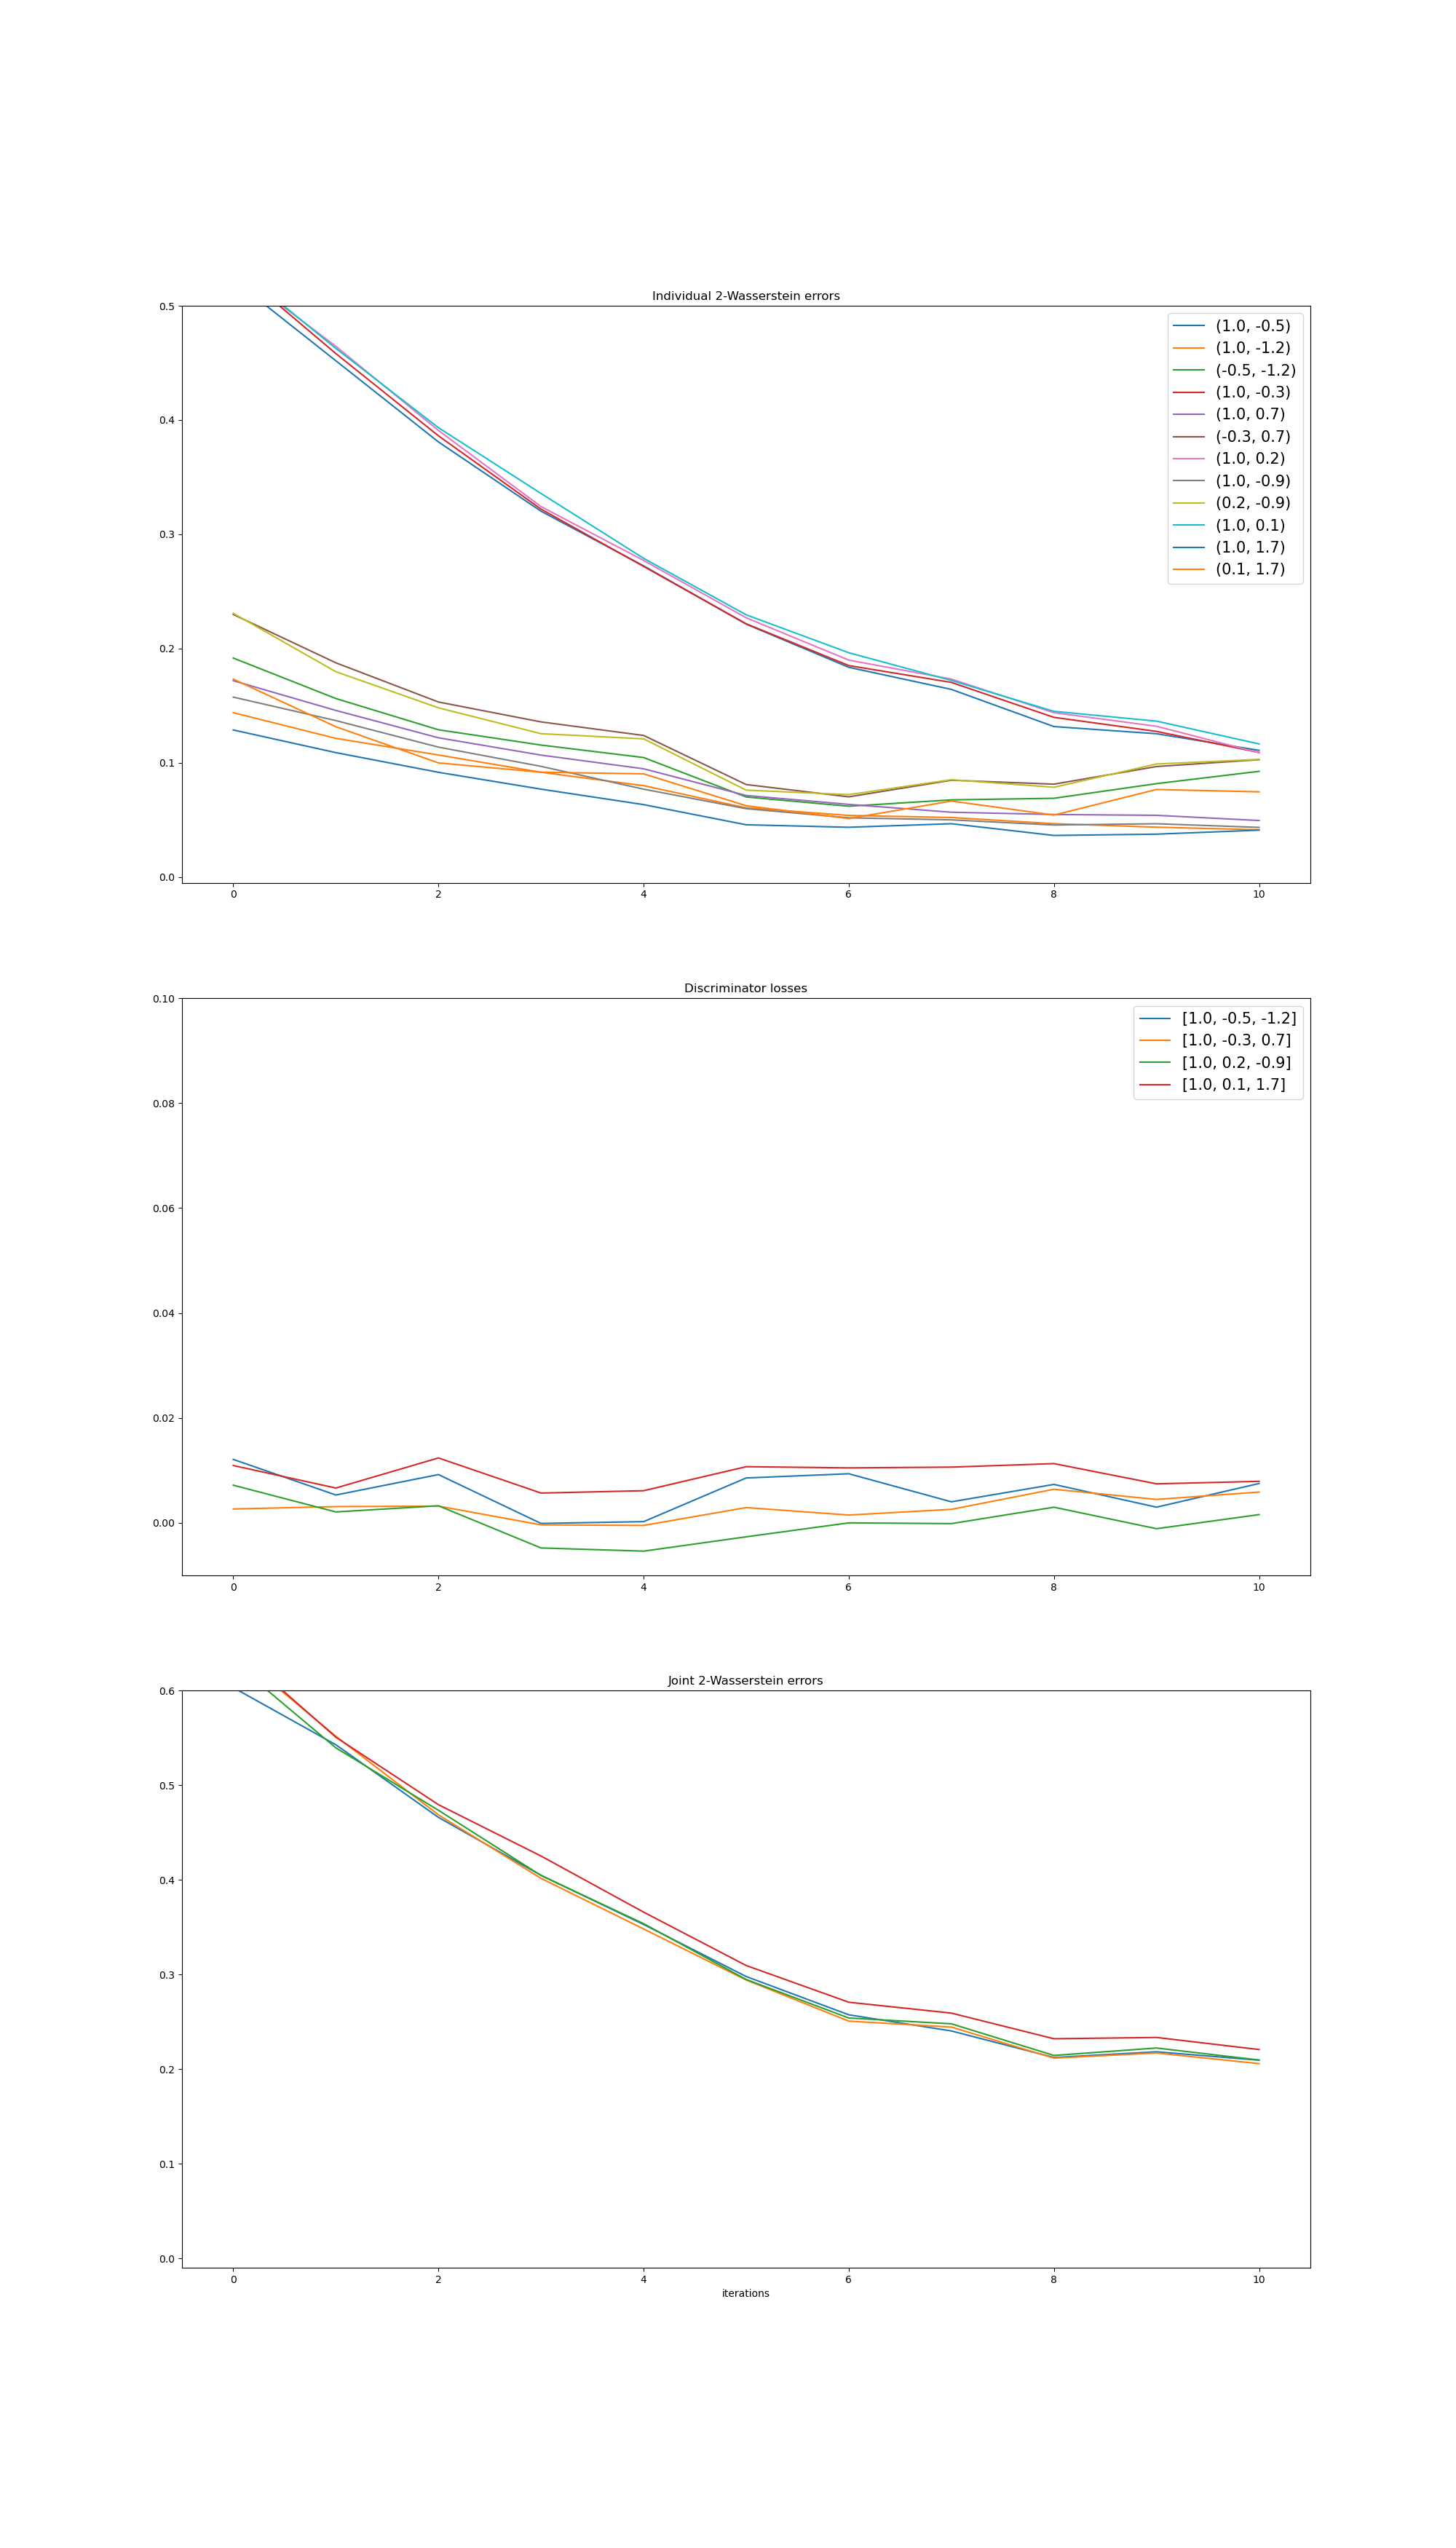 Individual 2-Wasserstein errors
0.5
0.4
0.3
0.2
0.1
0.0
(1.0, -0.5)
(1.0, -1.2)
(-0.5, -1.2)
(1.0, -0.3)
(1.0, 0.7)
(-0.3, 0.7)
(1.0, 0.2)
(1.0, -0.9)
(0.2, -0.9)
(1.0, 0.1)
(1.0, 1.7)
(0.1, 1.7)
0 2 4 6 8 10
Discriminator losses
0.10
0.08
0.06
0.04
0.02
0.00
[1.0, -0.5, -1.2]
[1.0, -0.3, 0.7]
[1.0, 0.2, -0.9]
[1.0, 0.1, 1.7]
0 2 4 6 8 10
Joint 2-Wasserstein errors
0.6
0.5
0.4
0.3
0.2
0.1
0.0
0 2 4 6 8 10
iterations